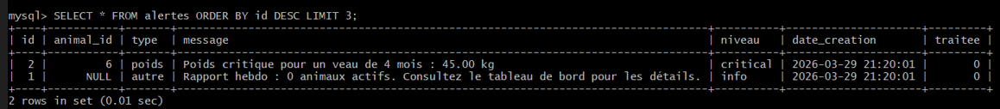 mysql> SELECT * FROM alertes ORDER BY id DESC LIMIT 3;
+----+-----------+-------+--------------------------------------------------------------------------------+----------+---------------------+---------+
| id | animal_id | type  | message                                                                        | niveau   | date_creation       | traitee |
+----+-----------+-------+--------------------------------------------------------------------------------+----------+---------------------+---------+
|  2 |         6 | poids | Poids critique pour un veau de 4 mois : 45.00 kg                               | critical | 2026-03-29 21:20:01 |       0 |
|  1 |      NULL | autre | Rapport hebdo : 0 animaux actifs. Consultez le tableau de bord pour les détails. | info     | 2026-03-29 21:20:01 |       0 |
+----+-----------+-------+--------------------------------------------------------------------------------+----------+---------------------+---------+
2 rows in set (0.01 sec)